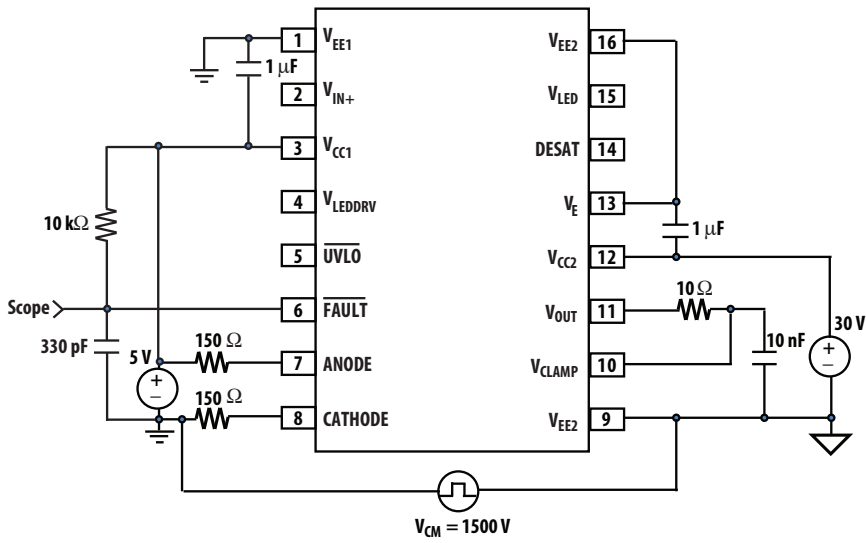 1 V_EE1
1 μF
2 V_IN+
3 V_CC1
10 kΩ
4 V_LEDDRV
5 U̅V̅L̅O̅
Scope
6 F̅A̅U̅L̅T̅
330 pF
5 V
+
−
150 Ω
7 ANODE
150 Ω
8 CATHODE
V_EE2 16
V_LED 15
DESAT 14
V_E 13
1 μF
V_CC2 12
10 Ω
V_OUT 11
10 nF
30 V
+
−
V_CLAMP 10
V_EE2 9
V_CM = 1500 V